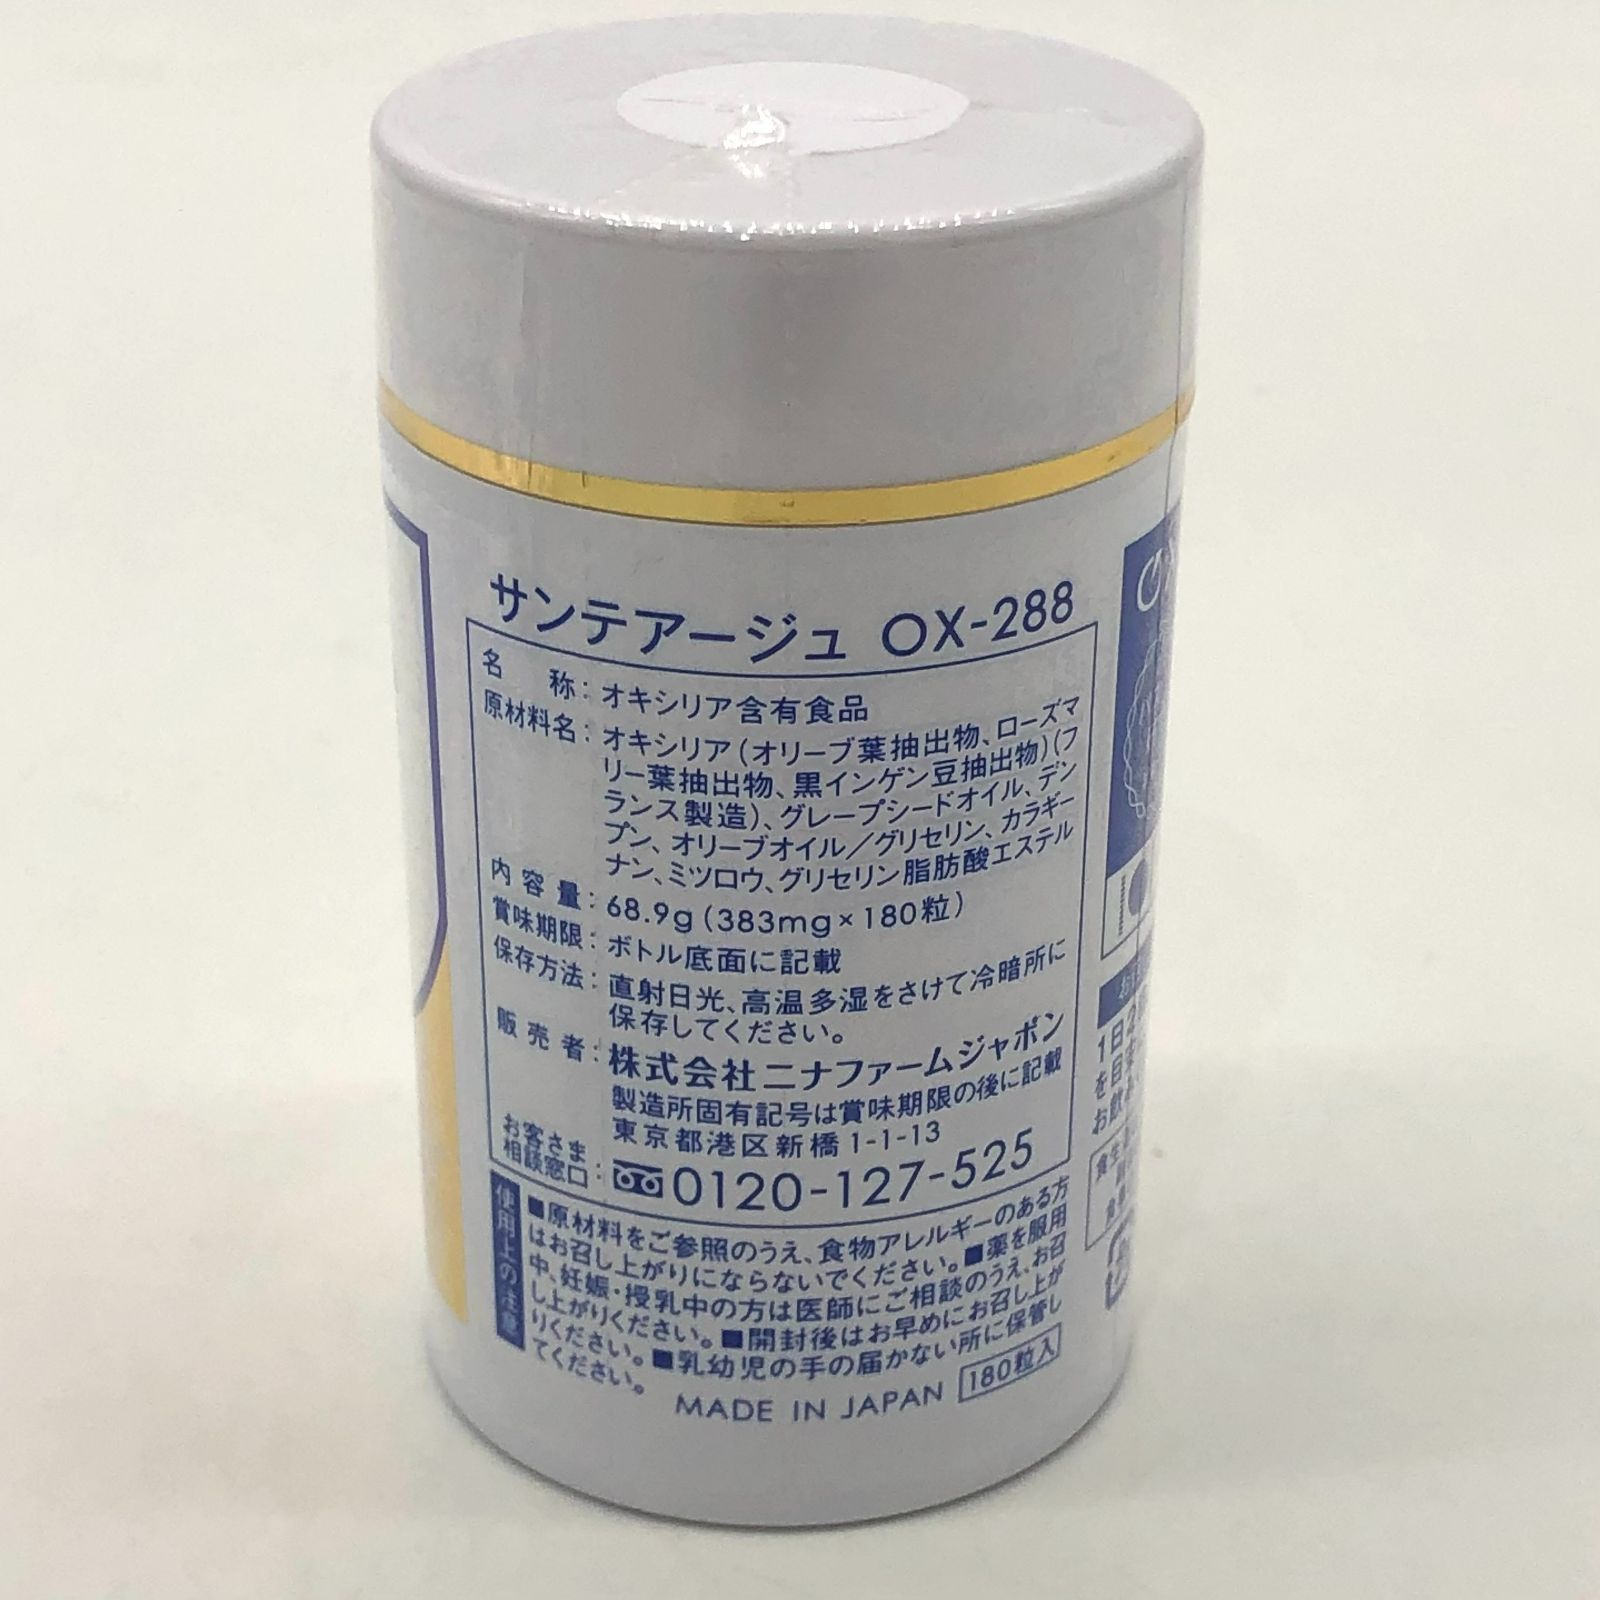 サンテアージュ OX-288
名称：オキシリア含有食品
原材料名：オキシリア（オリーブ葉抽出物、ローズマ
リー葉抽出物、黒インゲン豆抽出物）（フ
ランス製造）、グレープシードオイル、デン
プン、オリーブオイル／グリセリン、カラギー
ナン、ミツロウ、グリセリン脂肪酸エステル
内容量：68.9g（383mg×180粒）
賞味期限：ボトル底面に記載
保存方法：直射日光、高温多湿をさけて冷暗所に
保存してください。
販売者：株式会社ニナファームジャポン
製造所固有記号は賞味期限の後に記載
東京都港区新橋1-1-13
お客さま
相談窓口：0120-127-525
使用上の注意
■原材料をご参照のうえ、食物アレルギーのある方
はお召し上がりにならないでください。■薬を服用
中、妊娠・授乳中の方は医師にご相談のうえ、お召
し上がりください。■開封後はお早めにお召し上が
りください。■乳幼児の手の届かない所に保管し
てください。
MADE IN JAPAN 180粒入
1日2
を目
お飲